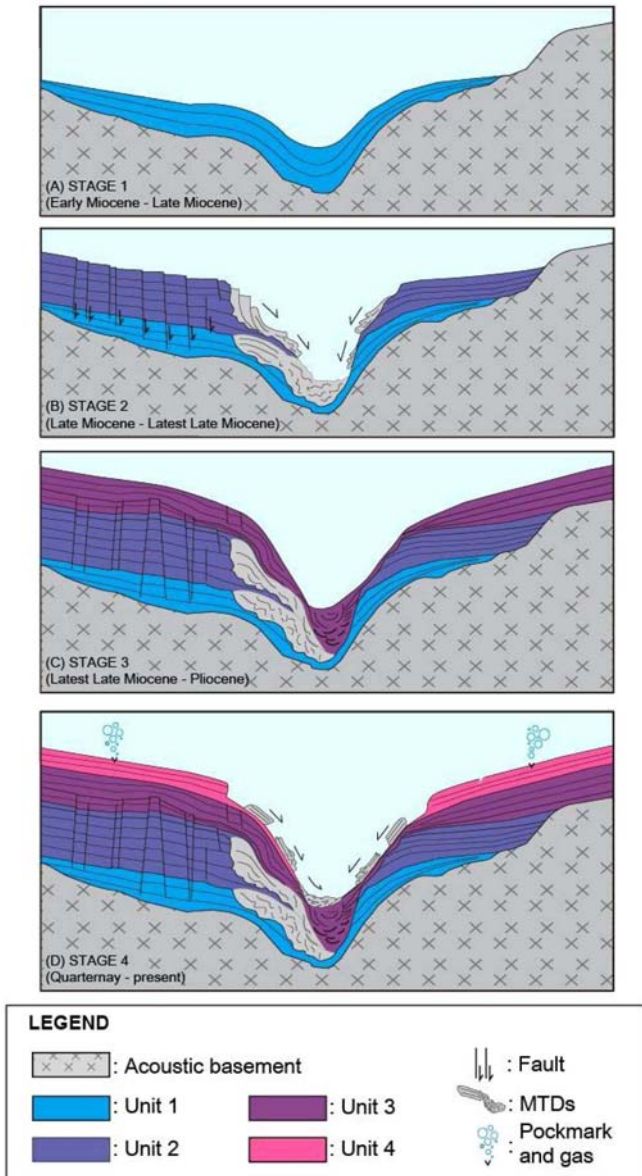 (A) STAGE 1
(Early Miocene - Late Miocene)
(B) STAGE 2
(Late Miocene - Latest Late Miocene)
(C) STAGE 3
(Latest Late Miocene - Pliocene)
(D) STAGE 4
(Quarternay - present)
LEGEND
: Acoustic basement
: Unit 1
: Unit 2
: Unit 3
: Unit 4
: Fault
: MTDs
: Pockmark
and gas